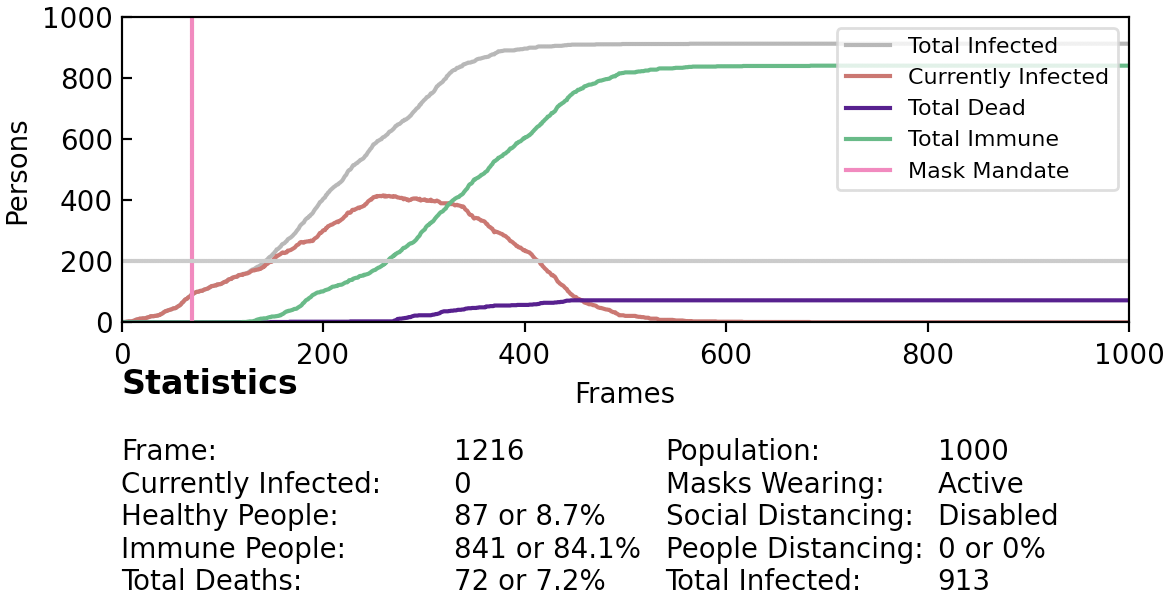 1000
800
600
400
200
0
Persons
Total Infected
Currently Infected
Total Dead
Total Immune
Mask Mandate
0 200 400 600 800 1000
Frames
Statistics
Frame: 1216 Population: 1000
Currently Infected: 0 Masks Wearing: Active
Healthy People: 87 or 8.7% Social Distancing: Disabled
Immune People: 841 or 84.1% People Distancing: 0 or 0%
Total Deaths: 72 or 7.2% Total Infected: 913